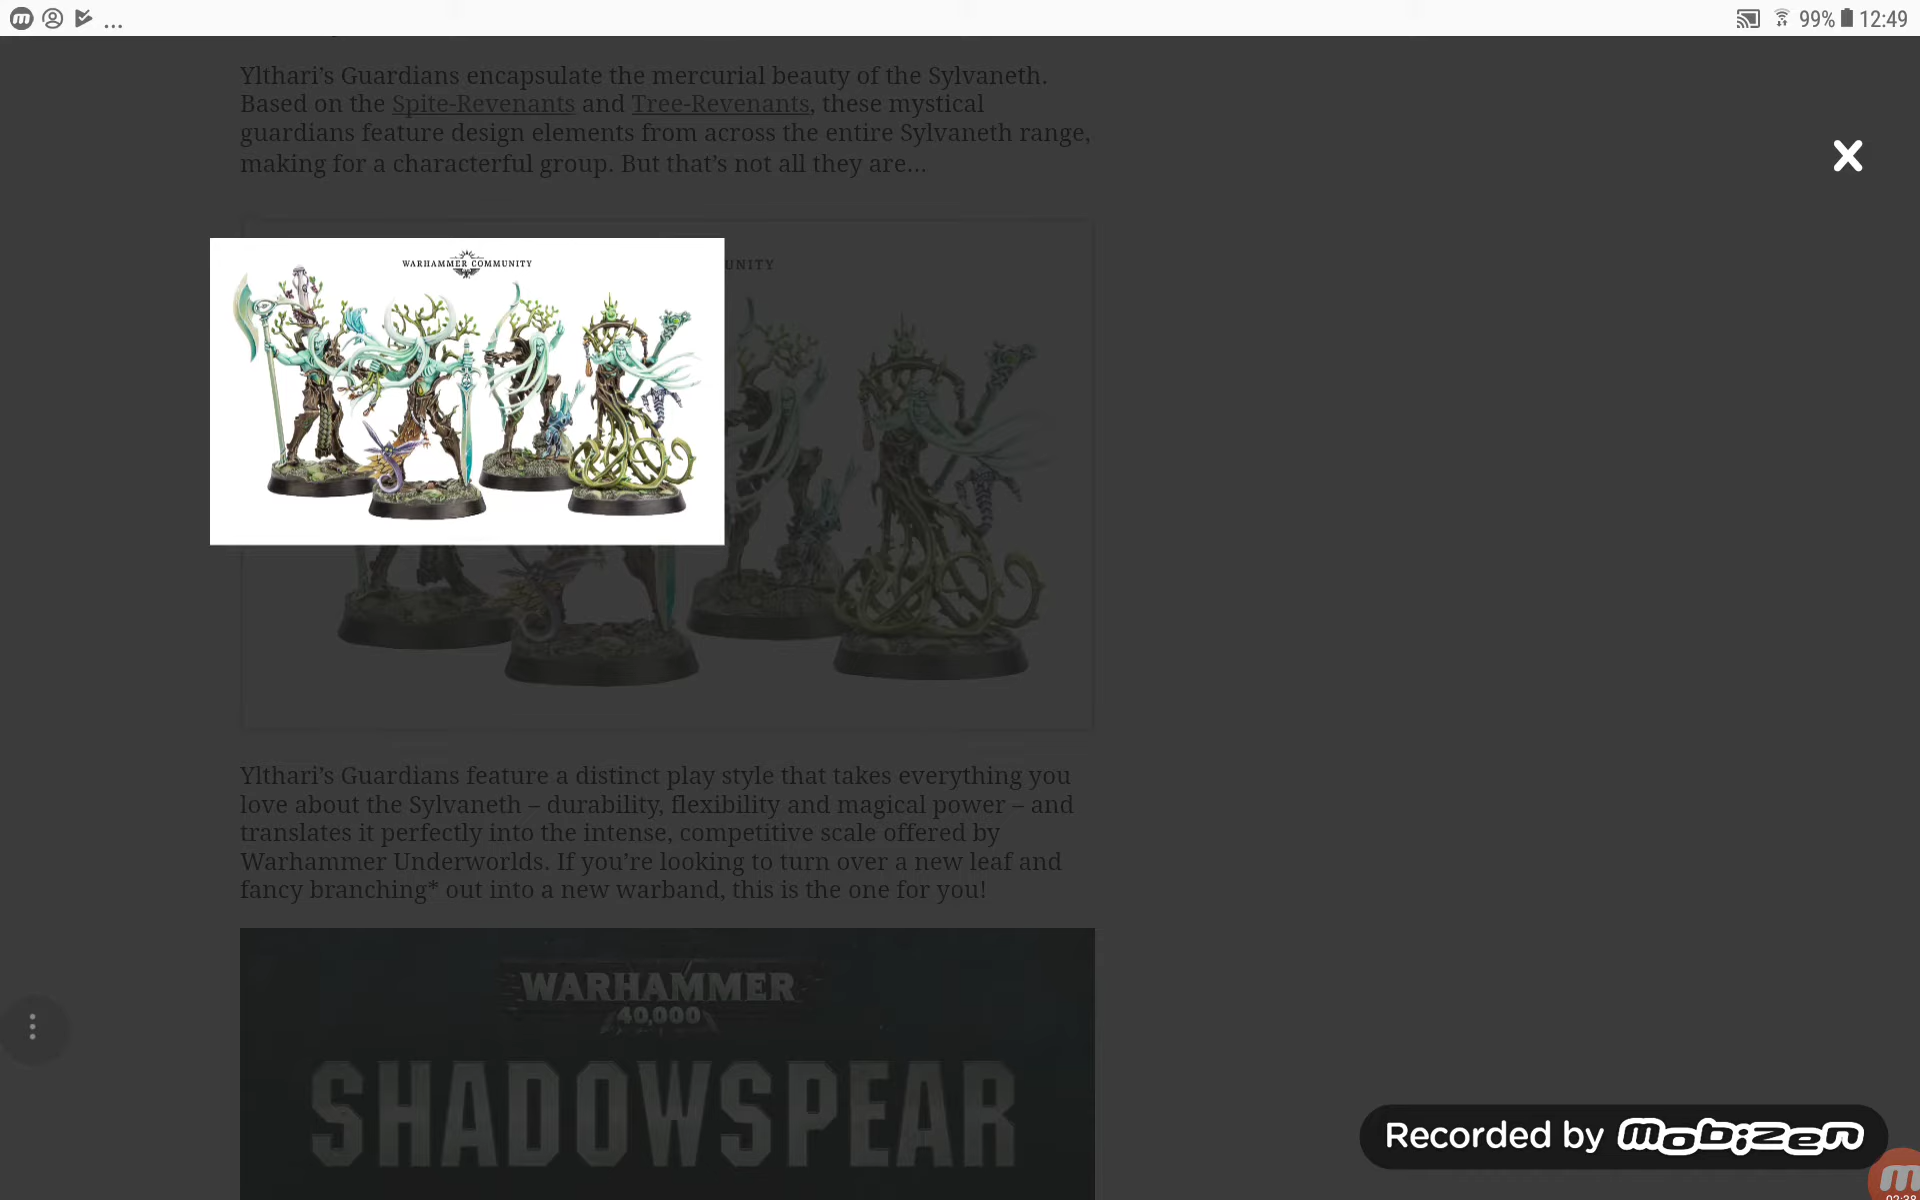 ...
99% 12:49
Ylthari’s Guardians encapsulate the mercurial beauty of the Sylvaneth.
Based on the Spite-Revenants and Tree-Revenants, these mystical
guardians feature design elements from across the entire Sylvaneth range,
making for a characterful group. But that’s not all they are…
WARHAMMER COMMUNITY
UNITY
Ylthari’s Guardians feature a distinct play style that takes everything you
love about the Sylvaneth – durability, flexibility and magical power – and
translates it perfectly into the intense, competitive scale offered by
Warhammer Underworlds. If you’re looking to turn over a new leaf and
fancy branching* out into a new warband, this is the one for you!
WARHAMMER
40,000
SHADOWSPEAR
Recorded by mobizen
02:38